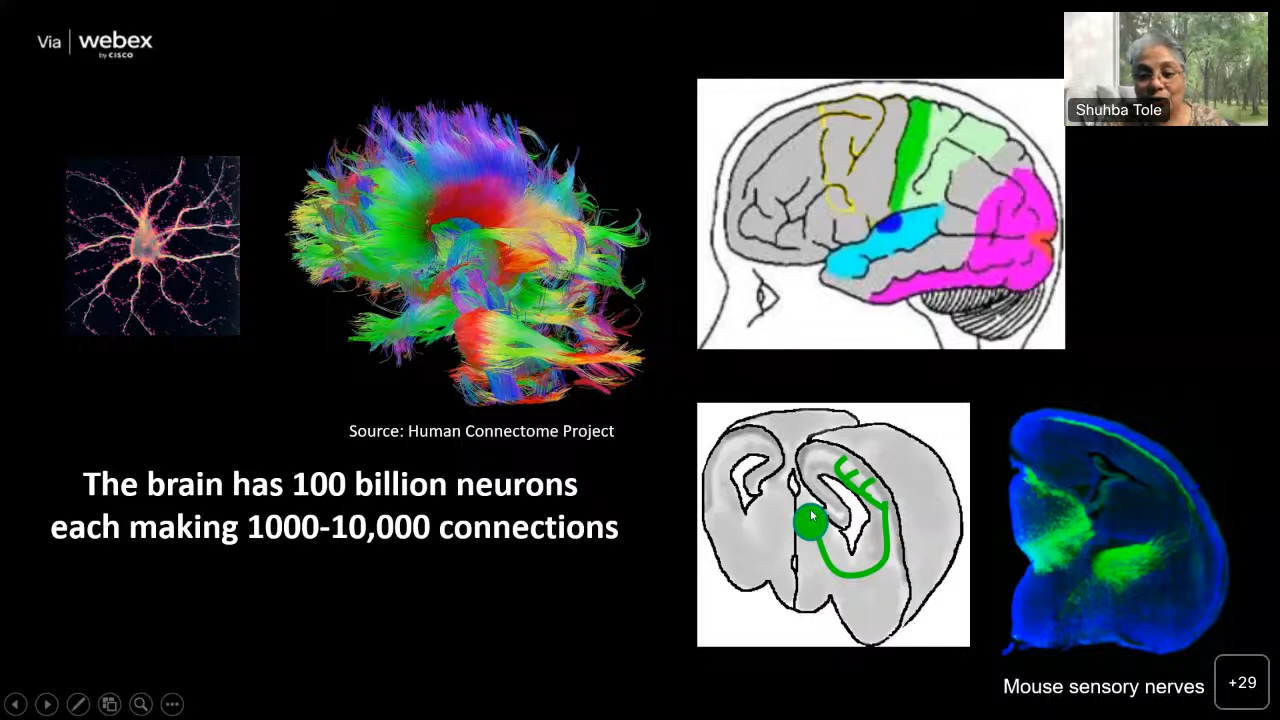 Via | webex
by CISCO
Shuhba Tole
Source: Human Connectome Project
The brain has 100 billion neurons
each making 1000-10,000 connections
Mouse sensory nerves
+29